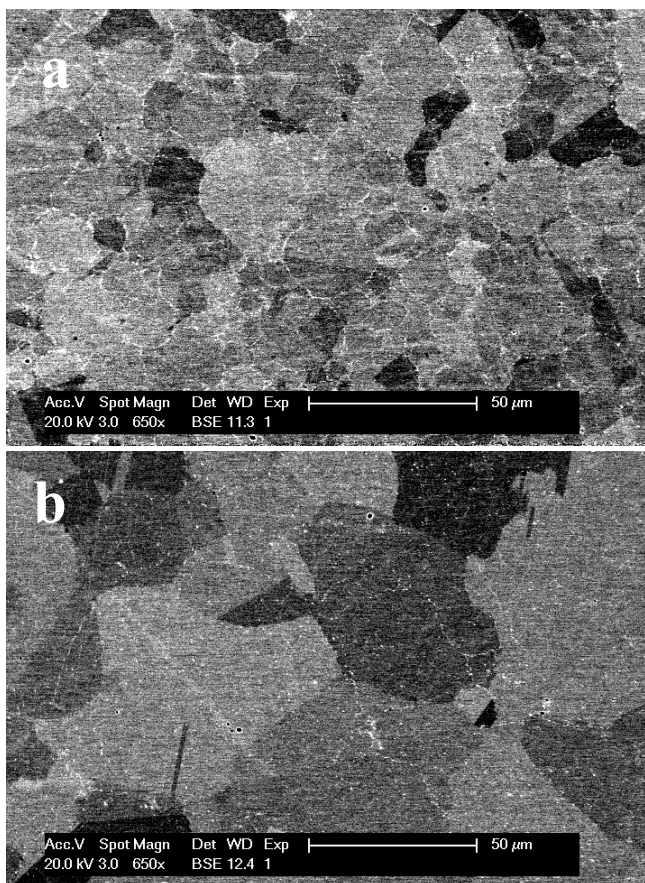 a
Acc.V Spot Magn Det WD Exp 50 µm
20.0 kV 3.0 650x BSE 11.3 1
b
Acc.V Spot Magn Det WD Exp 50 µm
20.0 kV 3.0 650x BSE 12.4 1